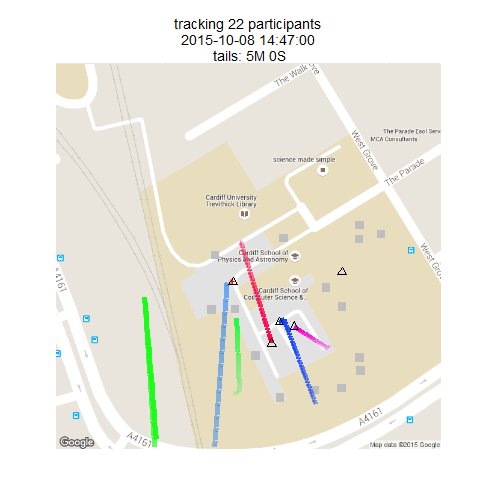 tracking 22 participants
2015-10-08 14:47:00
tails: 5M 0S
The Walk
West Grove
The Parade Esol Serv
MCA Consultants
science made simple
The Parade
Cardiff University
Trevithick Library
West Gro
Cardiff School of
Physics and Astronomy
A4161
Cardiff School of
Computer Science &...
A4161
A4161
Google
Map data ©2015 Google